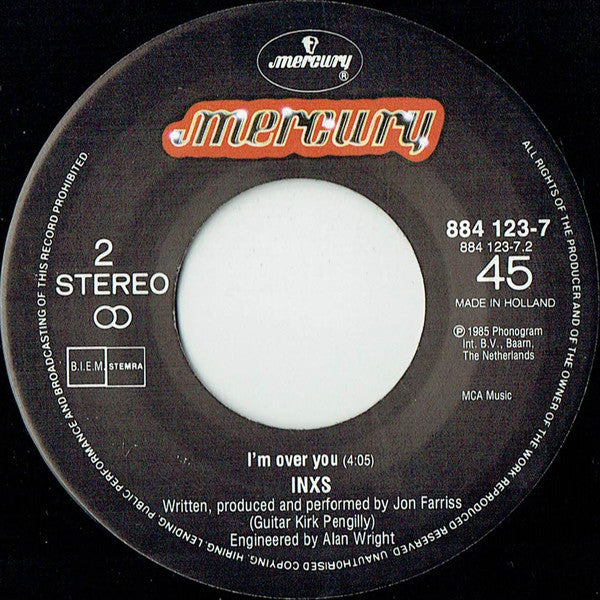 mercury ®
mercury
2
STEREO
B.I.E.M. STEMRA
884 123-7
884 123-7.2
45
MADE IN HOLLAND
℗ 1985 Phonogram
Int. B.V., Baarn,
The Netherlands
MCA Music
I'm over you (4:05)
INXS
Written, produced and performed by Jon Farriss
(Guitar Kirk Pengilly)
Engineered by Alan Wright
ALL RIGHTS OF THE PRODUCER AND OF THE OWNER OF THE WORK REPRODUCED RESERVED. UNAUTHORISED COPYING, HIRING, LENDING, PUBLIC PERFORMANCE AND BROADCASTING OF THIS RECORD PROHIBITED